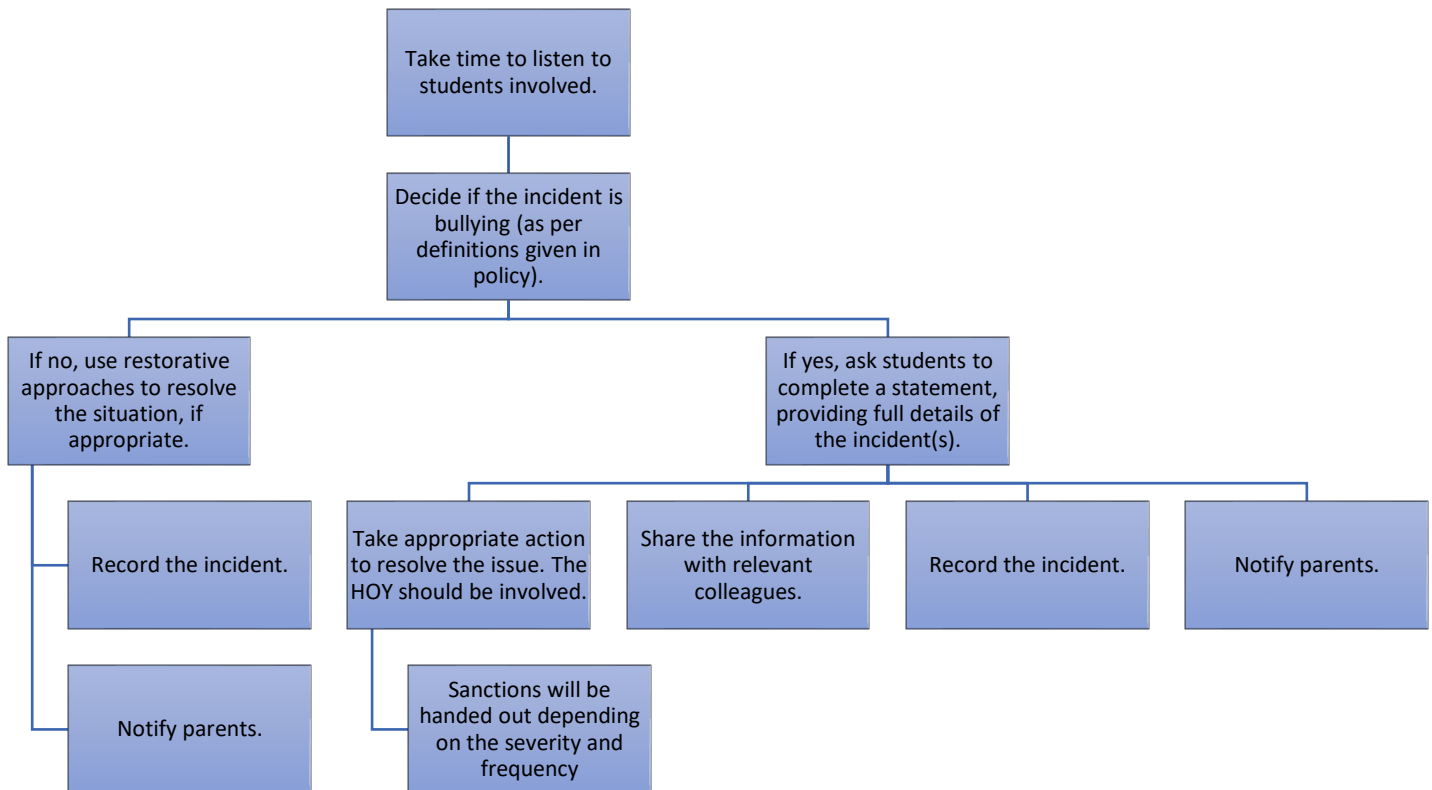 Take time to listen to
students involved.
Decide if the incident is
bullying (as per
definitions given in
policy).
If no, use restorative
approaches to resolve
the situation, if
appropriate.
Record the incident.
Notify parents.
If yes, ask students to
complete a statement,
providing full details of
the incident(s).
Take appropriate action
to resolve the issue. The
HOY should be involved.
Sanctions will be
handed out depending
on the severity and
frequency
Share the information
with relevant
colleagues.
Record the incident.
Notify parents.